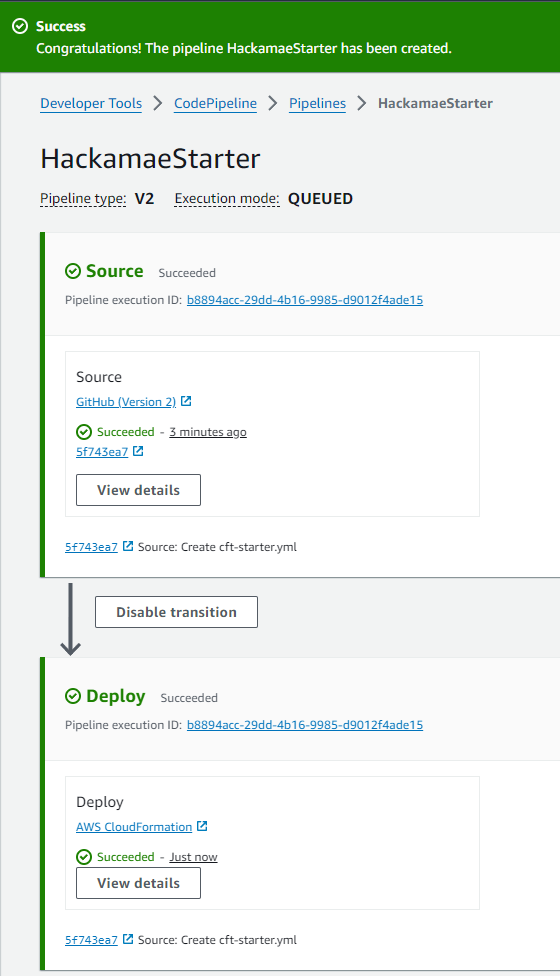 Success
Congratulations! The pipeline HackamaeStarter has been created.
Developer Tools > CodePipeline > Pipelines > HackamaeStarter
HackamaeStarter
Pipeline type: V2 Execution mode: QUEUED
Source Succeeded
Pipeline execution ID: b8894acc-29dd-4b16-9985-d9012f4ade15
Source
GitHub (Version 2)
Succeeded - 3 minutes ago
5f743ea7
View details
5f743ea7 Source: Create cft-starter.yml
Disable transition
Deploy Succeeded
Pipeline execution ID: b8894acc-29dd-4b16-9985-d9012f4ade15
Deploy
AWS CloudFormation
Succeeded - Just now
View details
5f743ea7 Source: Create cft-starter.yml